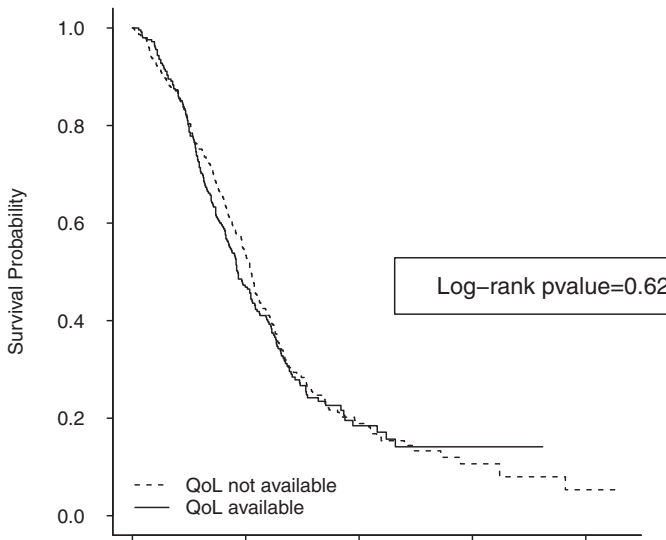 1.0
0.8
0.6
0.4
0.2
0.0
Survival Probability
Log−rank pvalue=0.62
QoL not available
QoL available